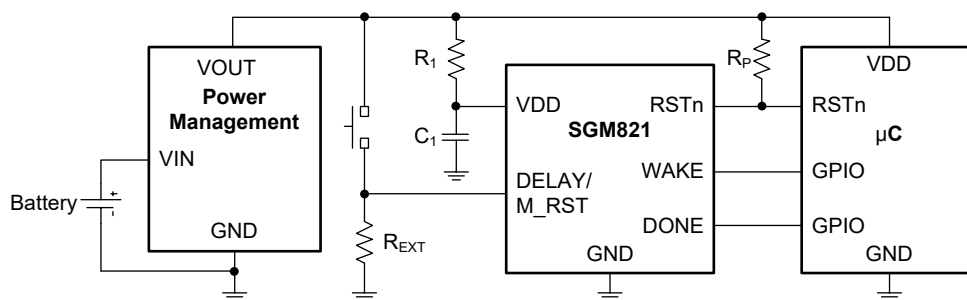 VOUT
Power
Management
VIN
GND
Battery
+
-
R1
C1
REXT
VDD
SGM821
RSTn
WAKE
DELAY/
M_RST
DONE
GND
RP
VDD
RSTn
µC
GPIO
GPIO
GND